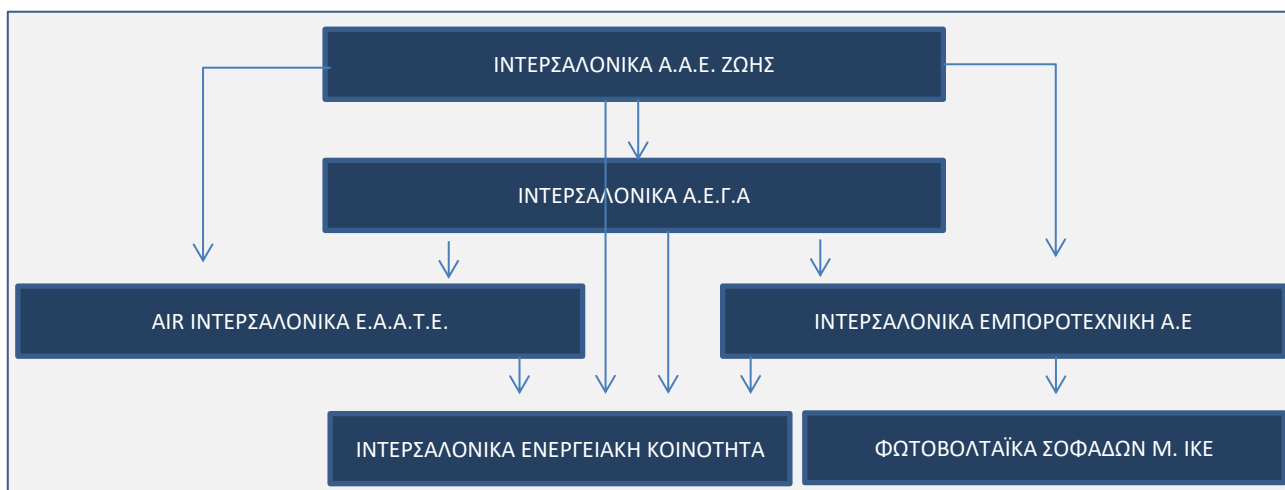 ΙΝΤΕΡΣΑΛΟΝΙΚΑ Α.Α.Ε. ΖΩΗΣ
ΙΝΤΕΡΣΑΛΟΝΙΚΑ Α.Ε.Γ.Α
AIR ΙΝΤΕΡΣΑΛΟΝΙΚΑ Ε.Α.Α.Τ.Ε.
ΙΝΤΕΡΣΑΛΟΝΙΚΑ ΕΜΠΟΡΟΤΕΧΝΙΚΗ Α.Ε
ΙΝΤΕΡΣΑΛΟΝΙΚΑ ΕΝΕΡΓΕΙΑΚΗ ΚΟΙΝΟΤΗΤΑ
ΦΩΤΟΒΟΛΤΑΪΚΑ ΣΟΦΑΔΩΝ Μ. ΙΚΕ